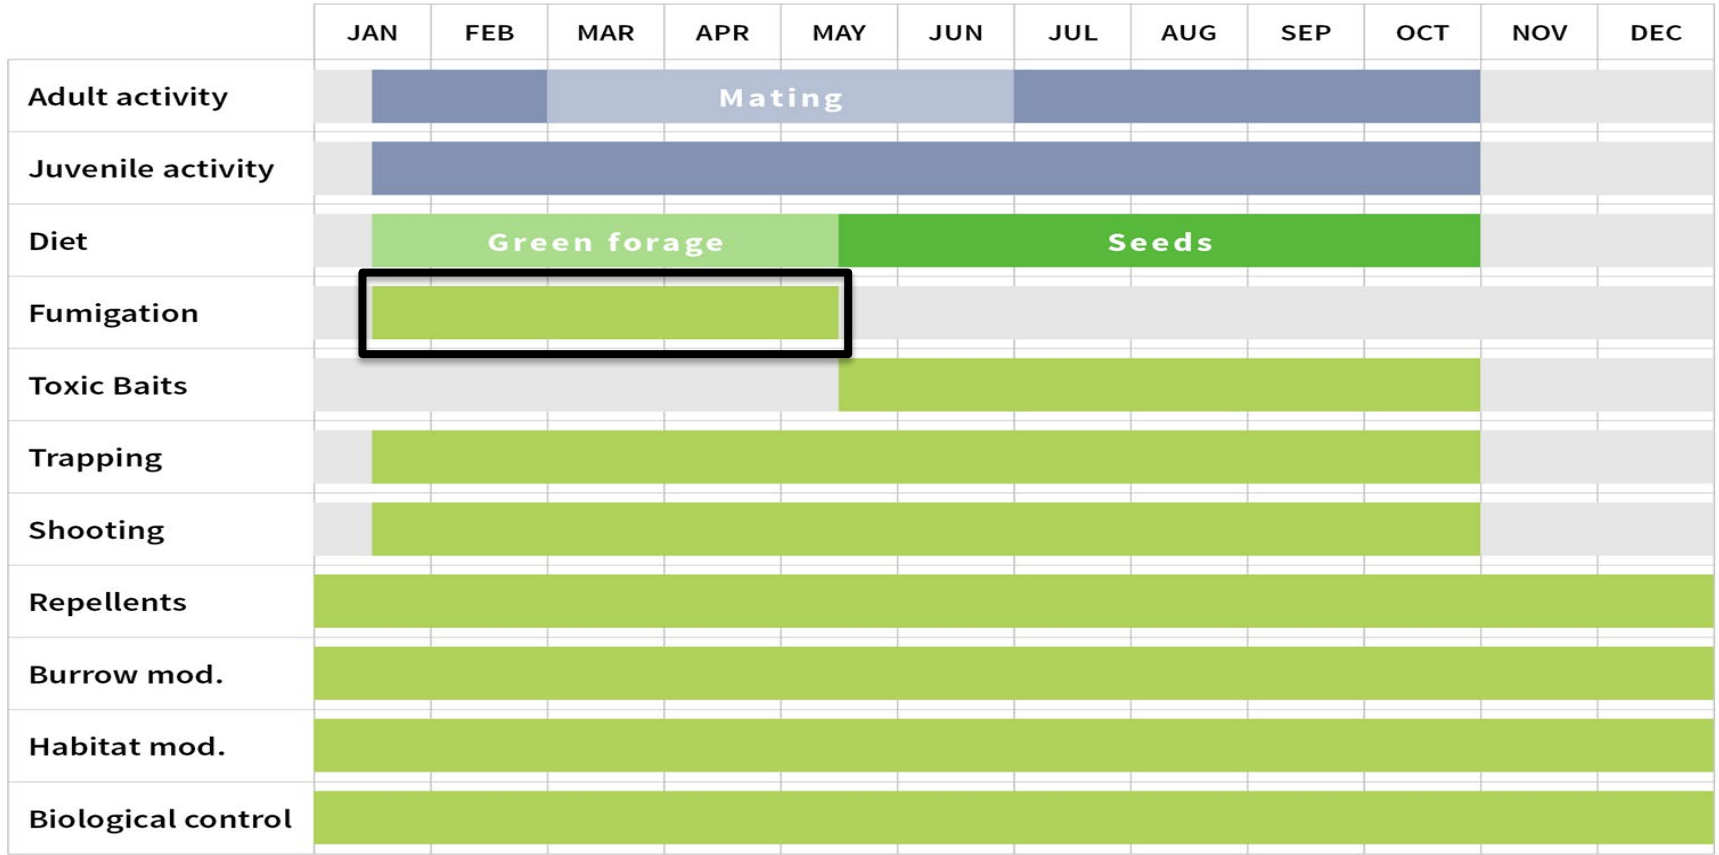 JAN FEB MAR APR MAY JUN JUL AUG SEP OCT NOV DEC
Adult activity Mating
Juvenile activity
Diet Green forage Seeds
Fumigation
Toxic Baits
Trapping
Shooting
Repellents
Burrow mod.
Habitat mod.
Biological control